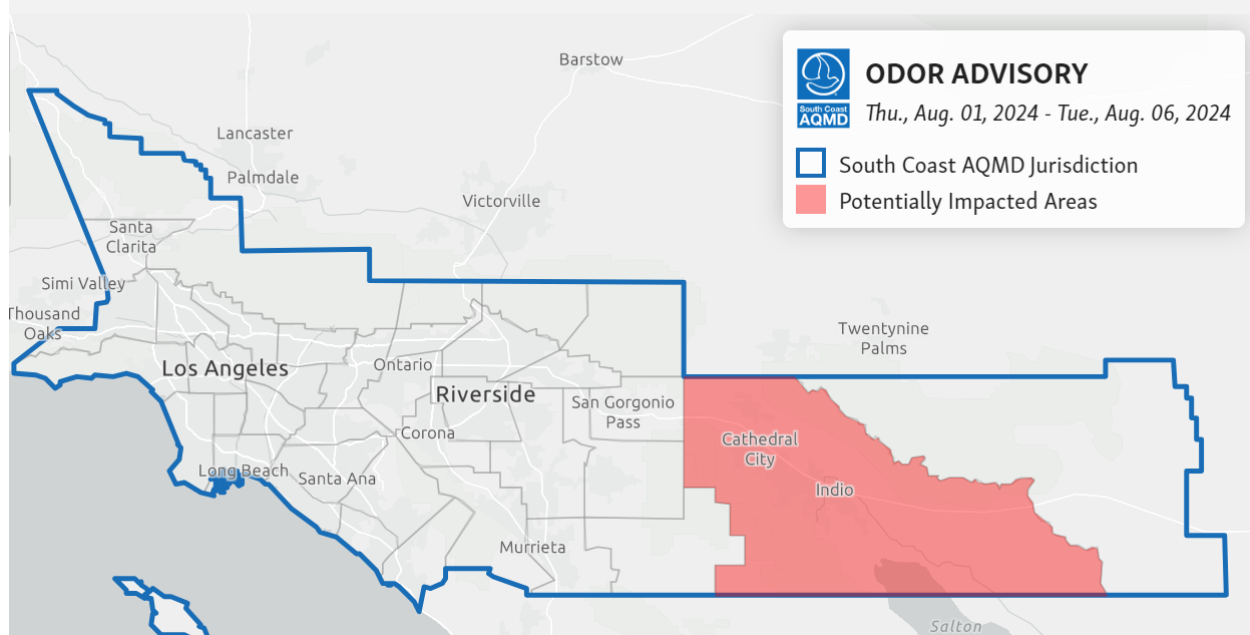 Barstow
ODOR ADVISORY
South Coast
AQMD
Thu., Aug. 01, 2024 - Tue., Aug. 06, 2024
South Coast AQMD Jurisdiction
Potentially Impacted Areas
Lancaster
Palmdale
Victorville
Santa
Clarita
Simi Valley
Thousand
Oaks
Twentynine
Palms
Los Angeles
Ontario
Riverside
San Gorgonio
Pass
Corona
Cathedral
City
Long Beach
Santa Ana
Indio
Murrieta
Salton